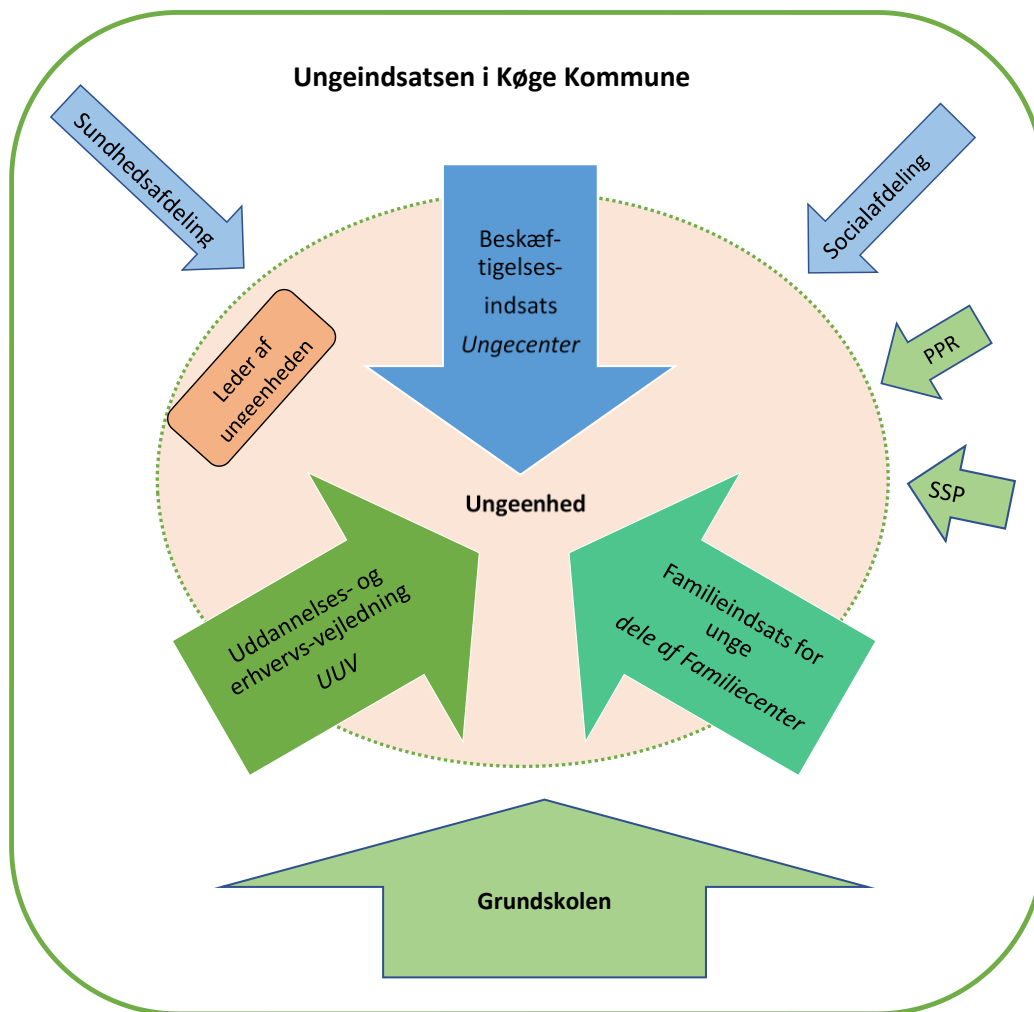 Ungeindsatsen i Køge Kommune
Sundhedsafdeling
Socialafdeling
Beskæf-
tigelses-
indsats
Ungecenter
PPR
Leder af
ungeenheden
SSP
Ungeenhed
Uddannelses- og
erhvervs-vejledning
UUV
Familieindsats for
unge
dele af Familiecenter
Grundskolen